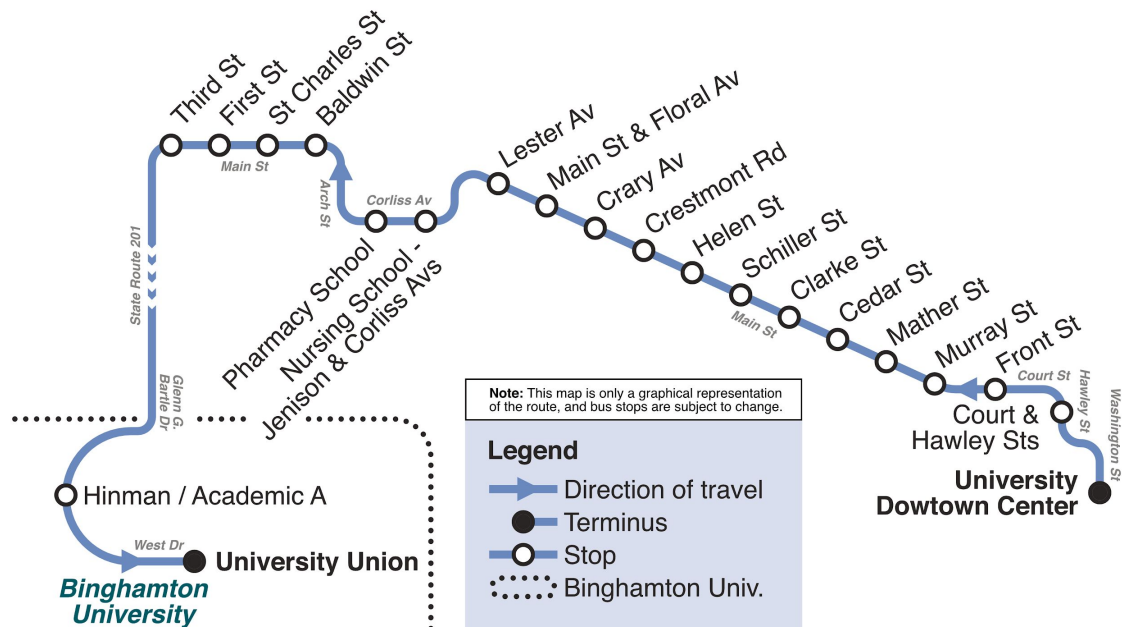 Third St
First St
St Charles St
Baldwin St
Main St
Arch St
Corliss Av
Pharmacy School
Nursing School -
Jenison & Corliss Avs
Lester Av
Main St & Floral Av
Crary Av
Crestmont Rd
Helen St
Schiller St
Clarke St
Cedar St
Mather St
Murray St
Front St
Main St
Court St
Hawley St
Washington St
Court &
Hawley Sts
University
Dowtown Center
State Route 201
Glenn G.
Bartle Dr
Hinman / Academic A
West Dr
University Union
Binghamton
University
Note: This map is only a graphical representation
of the route, and bus stops are subject to change.
Legend
Direction of travel
Terminus
Stop
Binghamton Univ.